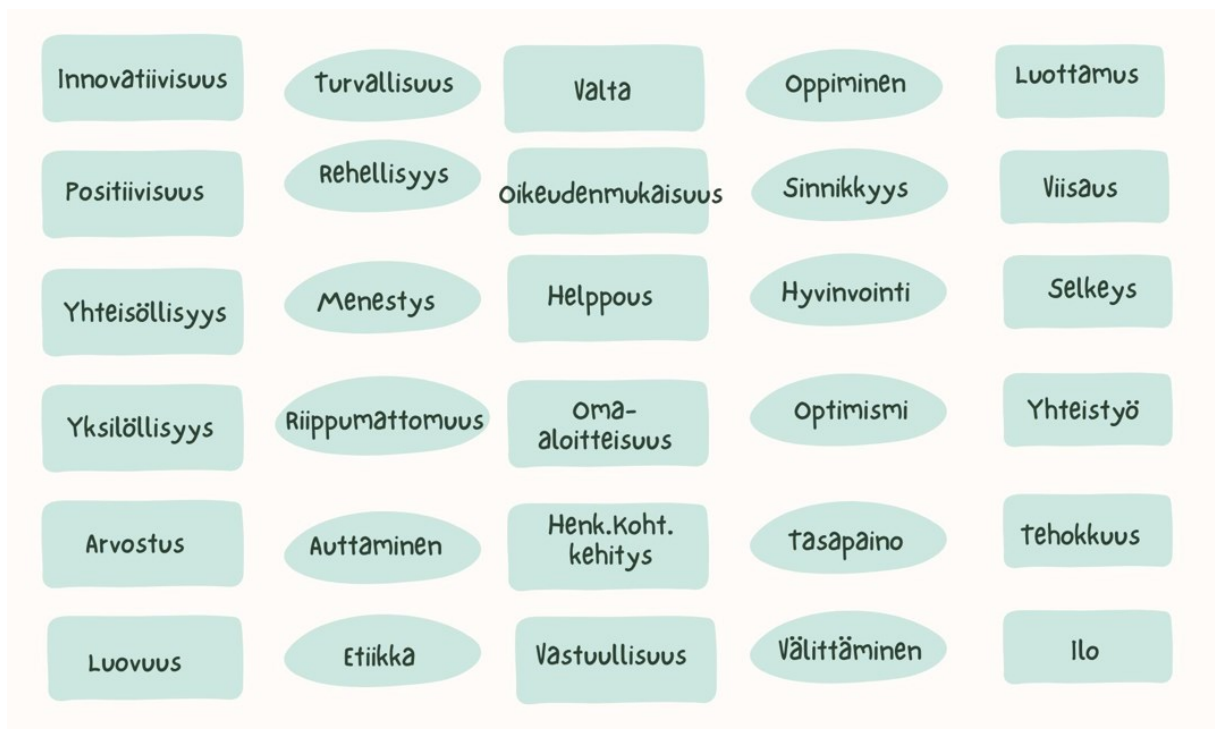 Innovatiivisuus
Turvallisuus
Valta
Oppiminen
Luottamus
Positiivisuus
Rehellisyys
Oikeudenmukaisuus
Sinnikkyys
Viisaus
Yhteisöllisyys
Menestys
Helppous
Hyvinvointi
Selkeys
Yksilöllisyys
Riippumattomuus
Oma-
aloitteisuus
Optimismi
Yhteistyö
Arvostus
Auttaminen
Henk.Koht.
kehitys
Tasapaino
Tehokkuus
Luovuus
Etiikka
Vastuullisuus
Välittäminen
Ilo